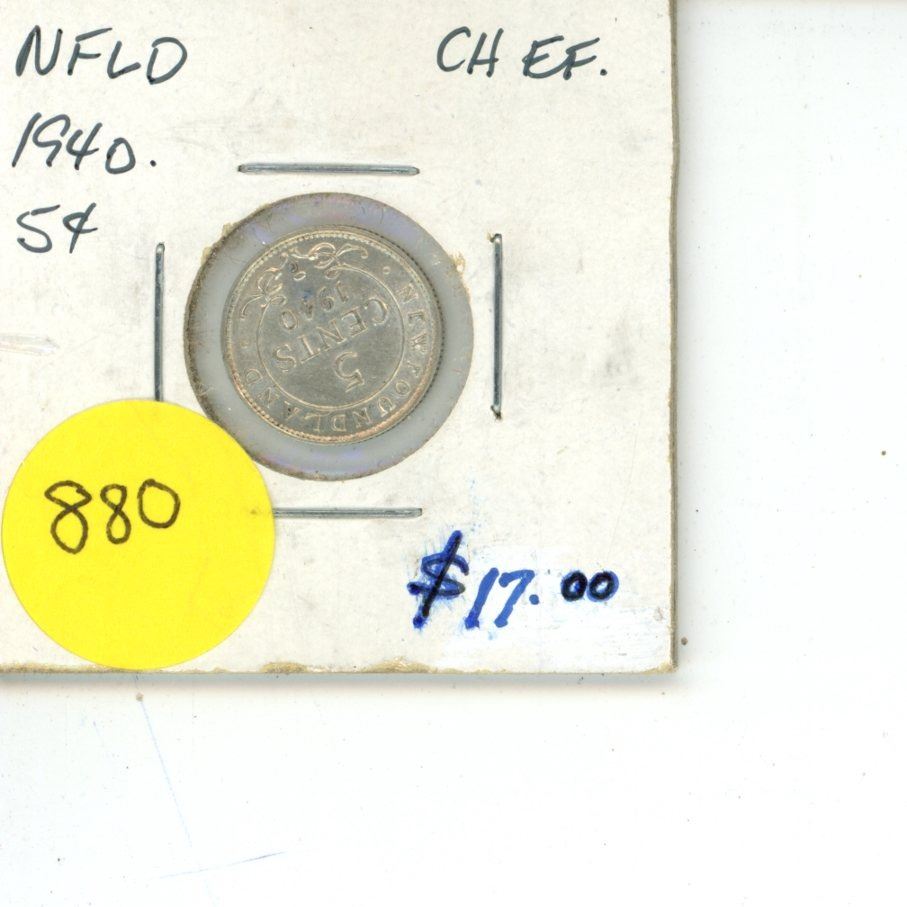 NFLD
CH EF.
1940.
5¢
NEWFOUNDLAND
5
CENTS
1940
880
$17.00